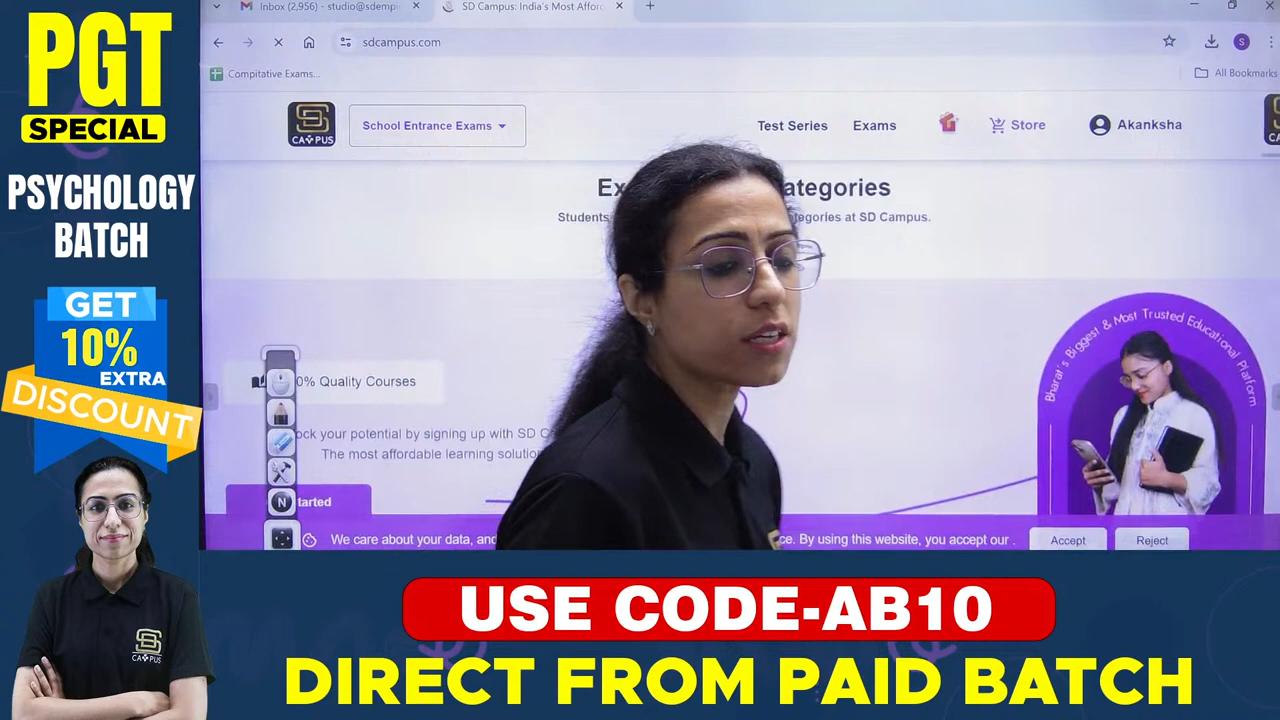 PGT
SPECIAL
PSYCHOLOGY
BATCH
GET
10%
EXTRA
DISCOUNT
CAMPUS
Inbox (2,956) - studio@sdemp
SD Campus: India's Most Affor
sdcampus.com
Compitative Exams...
All Bookmarks
CAMPUS
School Entrance Exams
Test Series
Exams
Store
Akanksha
Ex
ategories
Students
tegories at SD Campus.
0% Quality Courses
ock your potential by signing up with SD C
The most affordable learning solution
tarted
N
Bharat's Biggest & Most Trusted Educational Platform
We care about your data, and
ce. By using this website, you accept our .
Accept
Reject
USE CODE-AB10
DIRECT FROM PAID BATCH